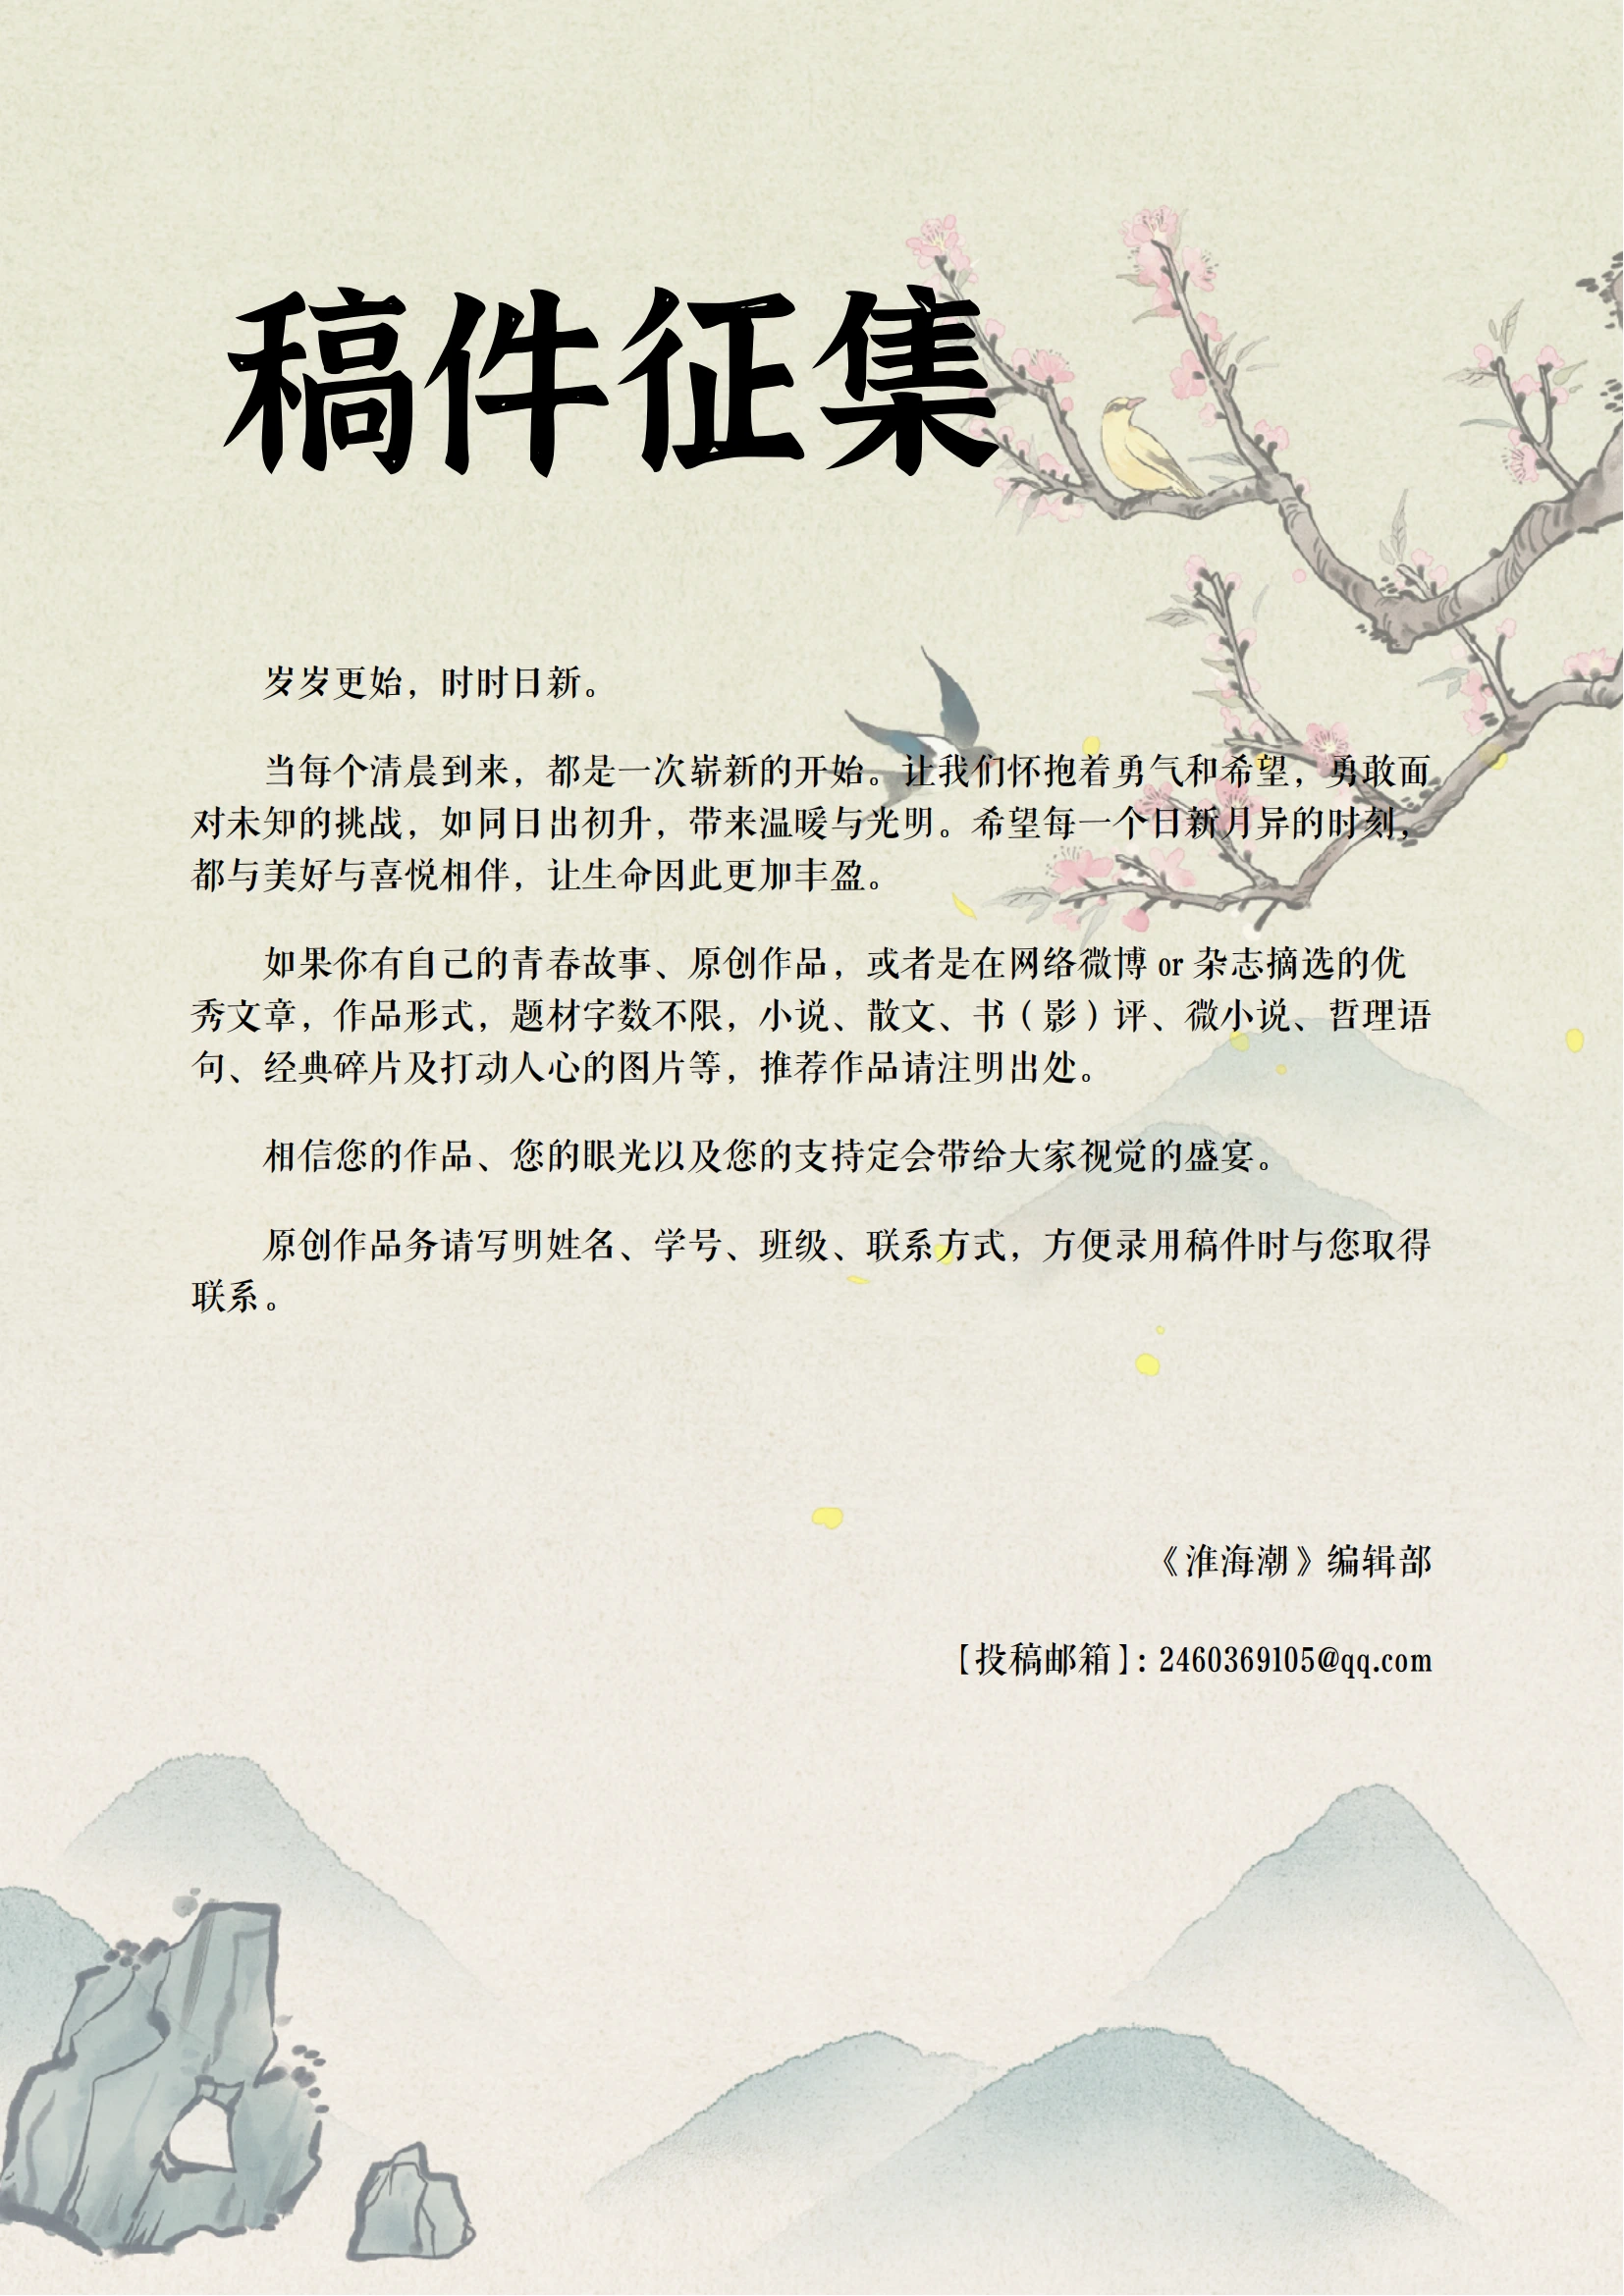 稿件征集
岁岁更始，时时日新。
当每个清晨到来，都是一次崭新的开始。让我们怀抱着勇气和希望，勇敢面
对未知的挑战，如同日出初升，带来温暖与光明。希望每一个日新月异的时刻，
都与美好与喜悦相伴，让生命因此更加丰盈。
如果你有自己的青春故事、原创作品，或者是在网络微博 or 杂志摘选的优
秀文章，作品形式，题材字数不限，小说、散文、书（影）评、微小说、哲理语
句、经典碎片及打动人心的图片等，推荐作品请注明出处。
相信您的作品、您的眼光以及您的支持定会带给大家视觉的盛宴。
原创作品务请写明姓名、学号、班级、联系方式，方便录用稿件时与您取得
联系。
《淮海潮》编辑部
【投稿邮箱】：2460369105@qq.com